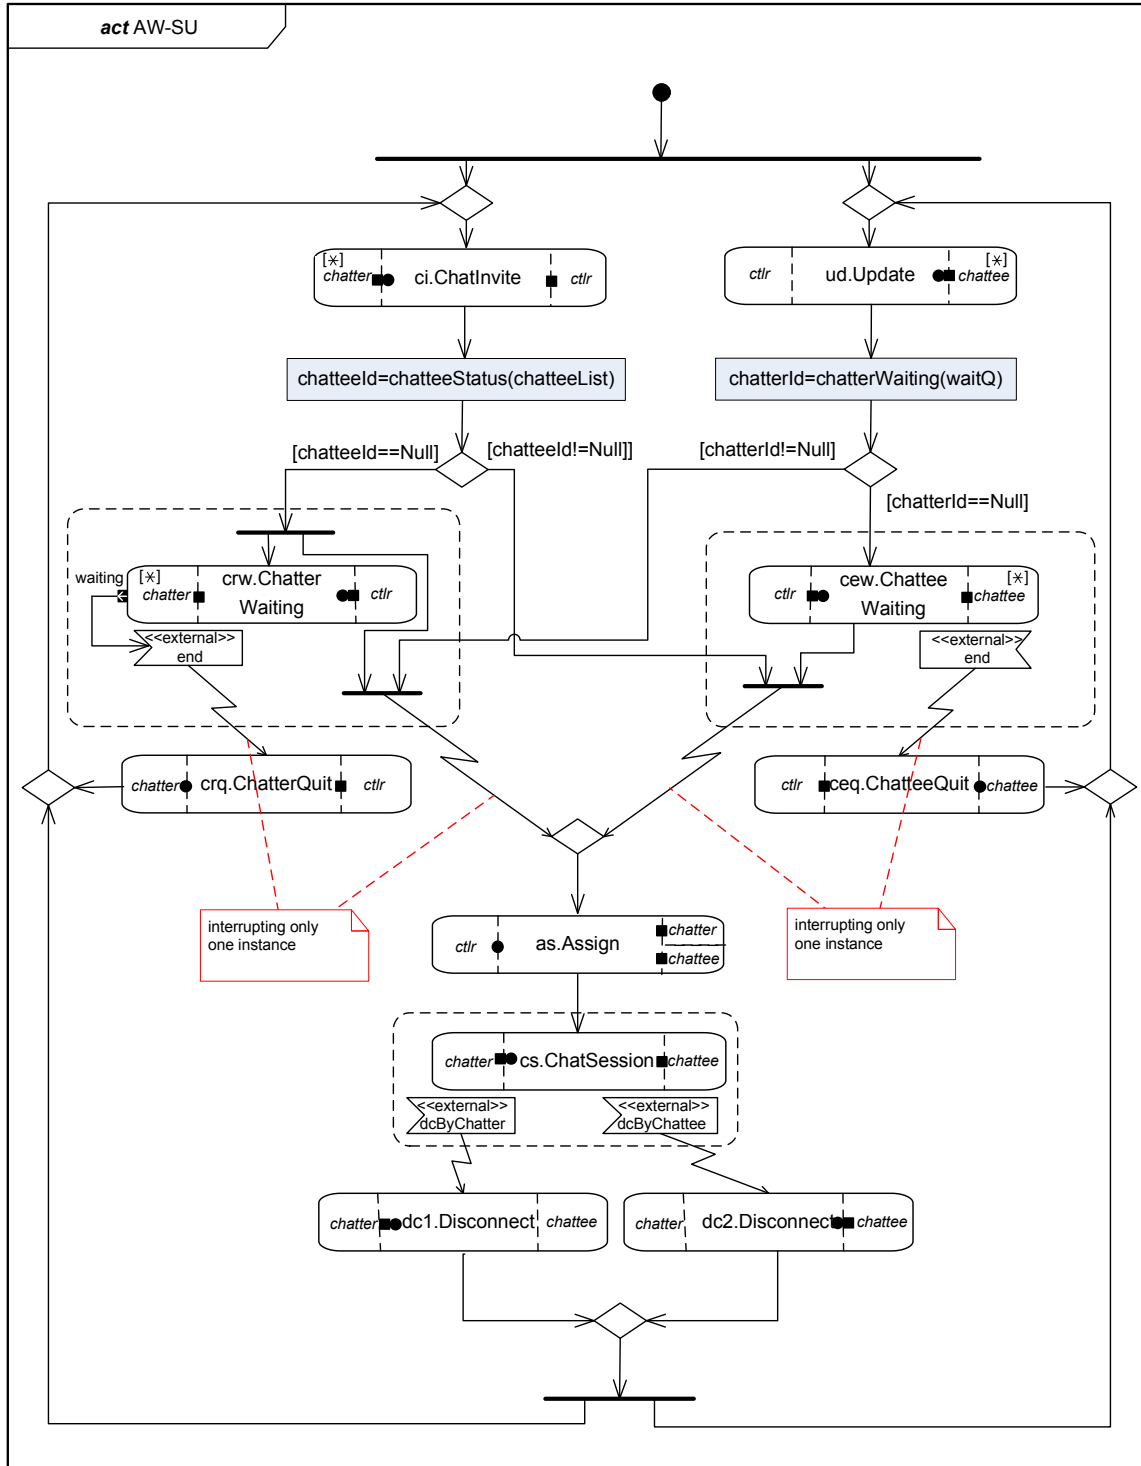 act AW-SU
[*]
chatter
ci.ChatInvite
ctlr
ctlr
ud.Update
[*]
chattee
chatteeId=chatteeStatus(chatteeList)
chatterId=chatterWaiting(waitQ)
[chatteeId==Null]
[chatteeId!=Null]]
[chatterId!=Null]
[chatterId==Null]
waiting
[*]
chatter
crw.Chatter
Waiting
ctlr
ctlr
cew.Chattee
Waiting
[*]
chattee
<<external>>
end
<<external>>
end
chatter
crq.ChatterQuit
ctlr
ctlr
ceq.ChatteeQuit
chattee
interrupting only
one instance
interrupting only
one instance
ctlr
as.Assign
chatter
chattee
chatter
cs.ChatSession
chattee
<<external>>
dcByChatter
<<external>>
dcByChattee
chatter
dc1.Disconnect
chattee
chatter
dc2.Disconnect
chattee